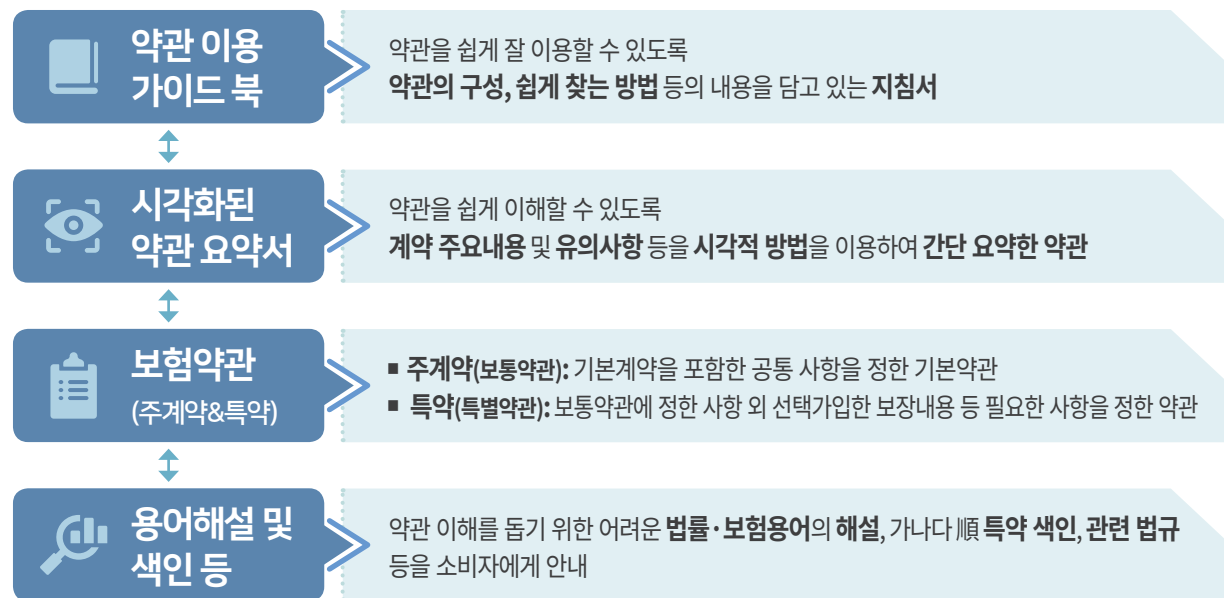 약관 이용
가이드 북
약관을 쉽게 잘 이용할 수 있도록
약관의 구성, 쉽게 찾는 방법 등의 내용을 담고 있는 지침서
시각화된
약관 요약서
약관을 쉽게 이해할 수 있도록
계약 주요내용 및 유의사항 등을 시각적 방법을 이용하여 간단 요약한 약관
보험약관
(주계약&특약)
■ 주계약(보통약관): 기본계약을 포함한 공통 사항을 정한 기본약관
■ 특약(특별약관): 보통약관에 정한 사항 외 선택가입한 보장내용 등 필요한 사항을 정한 약관
용어해설 및
색인 등
약관 이해를 돕기 위한 어려운 법률·보험용어의 해설, 가나다 順 특약 색인, 관련 법규
등을 소비자에게 안내